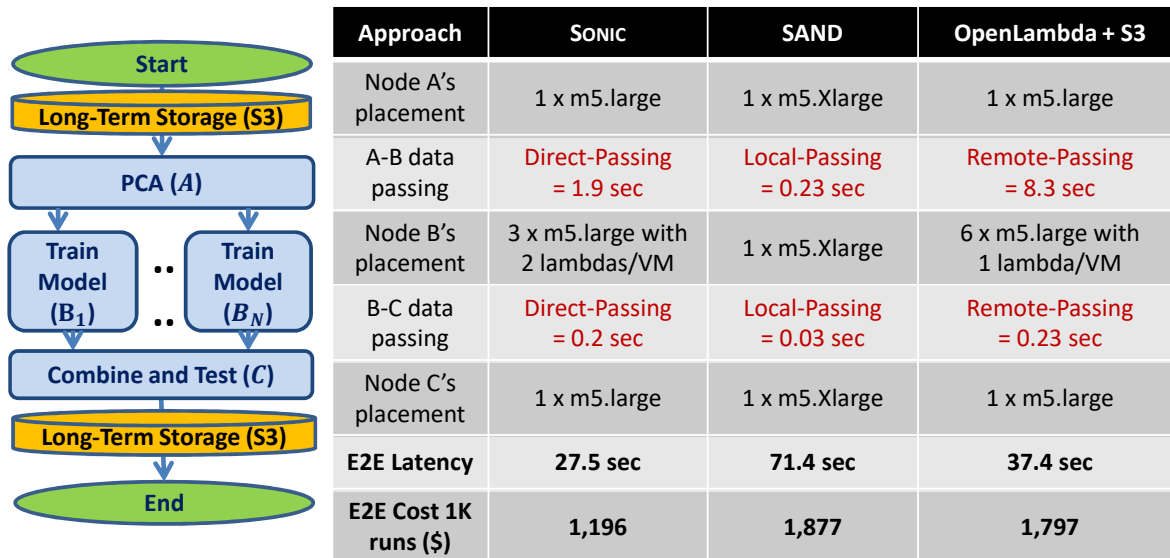 Start
Long-Term Storage (S3)
PCA (A)
Train
Model
(B1)
..
..
Train
Model
(BN)
Combine and Test (C)
Long-Term Storage (S3)
End
Approach SONIC SAND OpenLambda + S3
Node A's
placement
1 x m5.large
1 x m5.Xlarge
1 x m5.large
A-B data
passing
Direct-Passing
= 1.9 sec
Local-Passing
= 0.23 sec
Remote-Passing
= 8.3 sec
Node B's
placement
3 x m5.large with
2 lambdas/VM
1 x m5.Xlarge
6 x m5.large with
1 lambda/VM
B-C data
passing
Direct-Passing
= 0.2 sec
Local-Passing
= 0.03 sec
Remote-Passing
= 0.23 sec
Node C's
placement
1 x m5.large
1 x m5.Xlarge
1 x m5.large
E2E Latency 27.5 sec 71.4 sec 37.4 sec
E2E Cost 1K
runs ($)
1,196
1,877
1,797